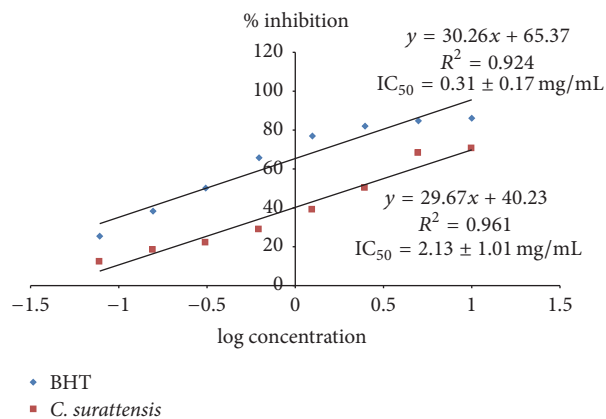 % inhibition
y = 30.26x + 65.37
R² = 0.924
IC₅₀ = 0.31 ± 0.17 mg/mL
120
100
80
60
40
20
0
y = 29.67x + 40.23
R² = 0.961
IC₅₀ = 2.13 ± 1.01 mg/mL
−1.5 −1 −0.5 0 0.5 1 1.5
log concentration
BHT
C. surattensis